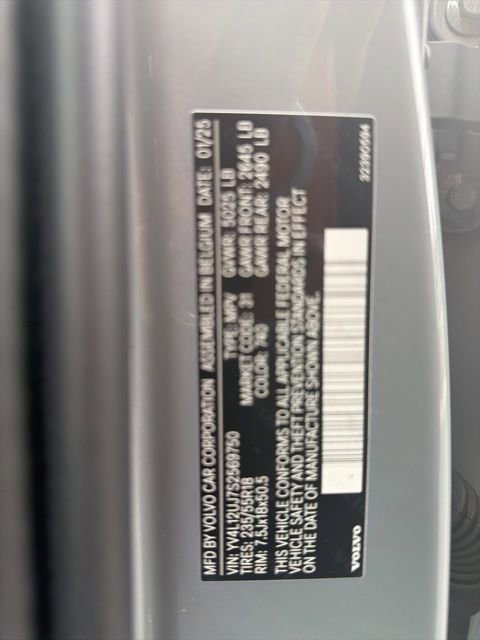 MFD BY VOLVO CAR CORPORATION ASSEMBLED IN BELGIUM DATE: 01/25
VIN: YV4L12UJ7S2569750 TYPE: MPV GVWR: 5025 LB
TIRES: 235/55R18 MARKET CODE: 31 GAWR FRONT: 2645 LB
RIM: 7.5Jx18x50.5 COLOR: 740 GAWR REAR: 2490 LB
THIS VEHICLE CONFORMS TO ALL APPLICABLE FEDERAL MOTOR
VEHICLE SAFETY AND THEFT PREVENTION STANDARDS IN EFFECT
ON THE DATE OF MANUFACTURE SHOWN ABOVE.
VOLVO 32390594